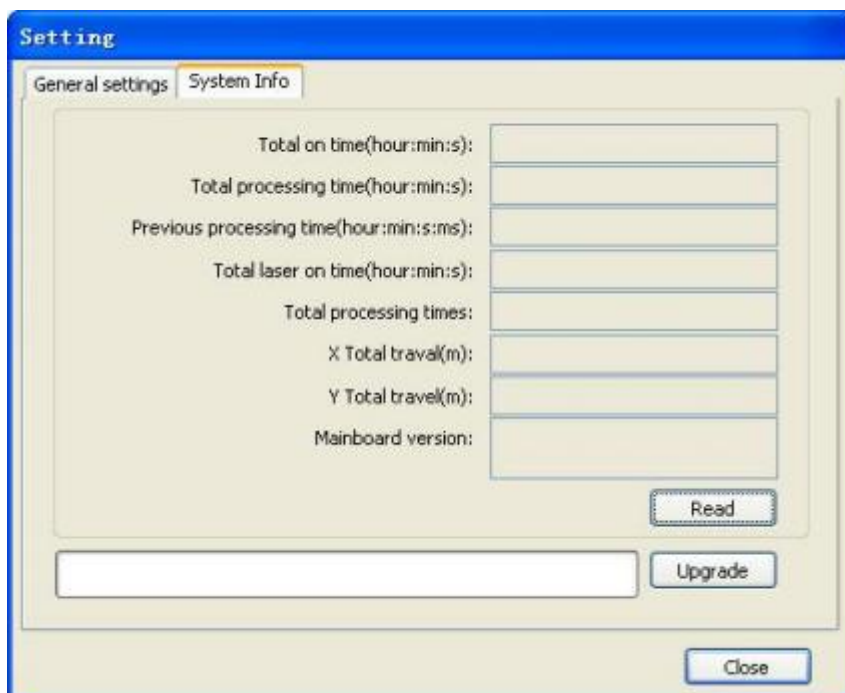 Setting
General settings System Info
Total on time(hour:min:s):
Total processing time(hour:min:s):
Previous processing time(hour:min:s:ms):
Total laser on time(hour:min:s):
Total processing times:
X Total traval(m):
Y Total travel(m):
Mainboard version:
Read
Upgrade
Close